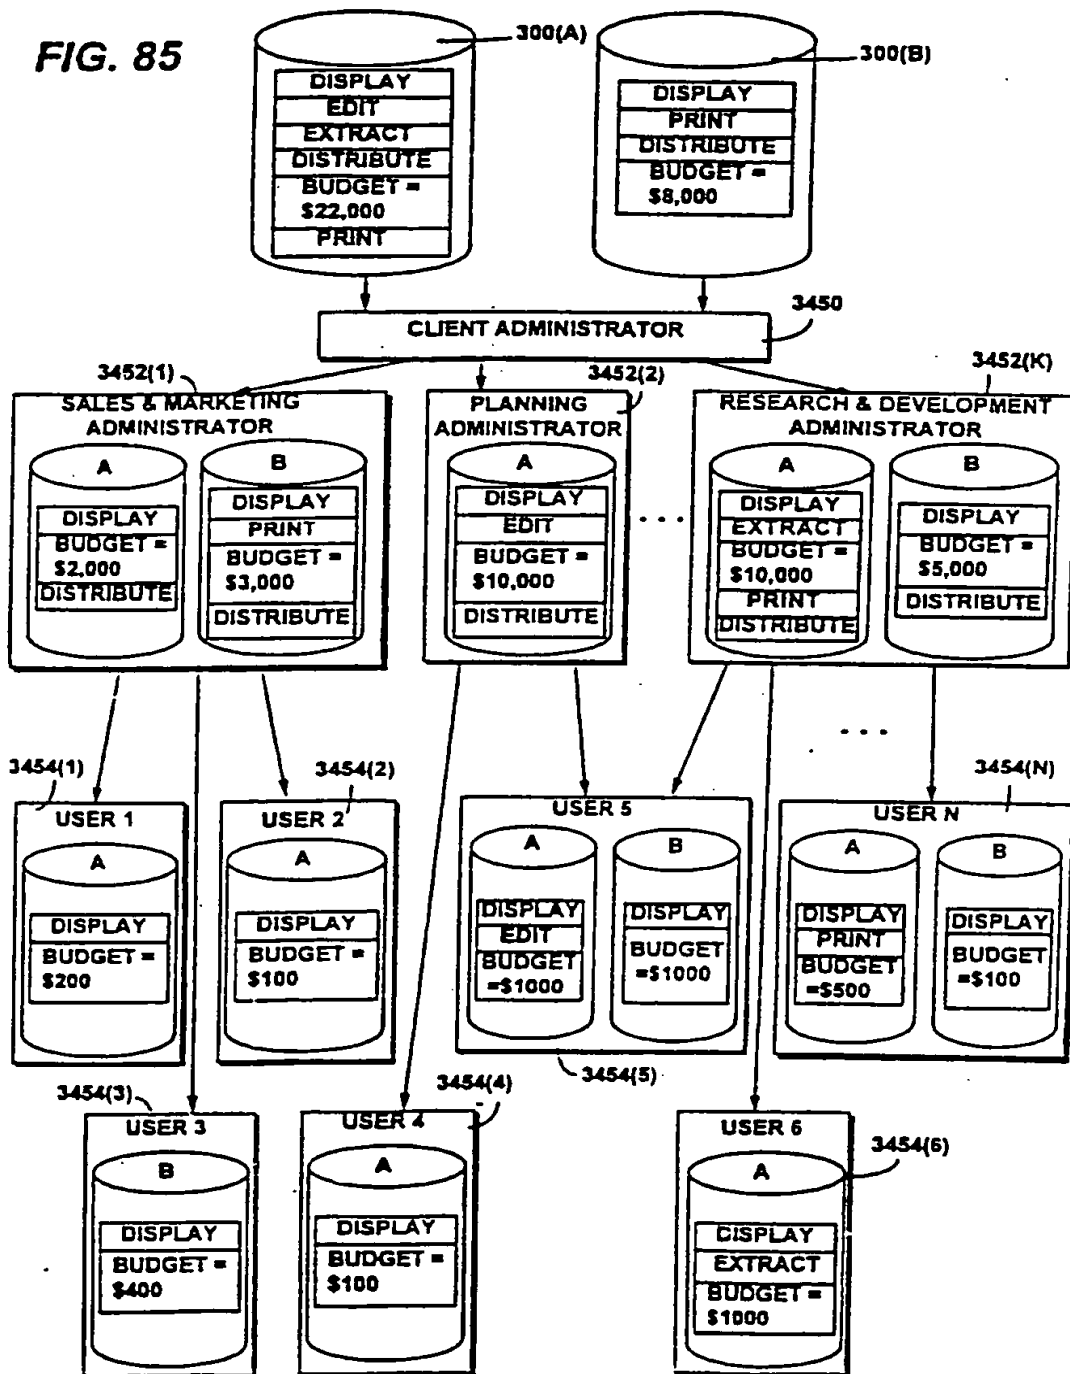 FIG. 85
300(A)
DISPLAY
EDIT
EXTRACT
DISTRIBUTE
BUDGET =
$22,000
PRINT
300(B)
DISPLAY
PRINT
DISTRIBUTE
BUDGET =
$8,000
CLIENT ADMINISTRATOR
3450
3452(1)
SALES & MARKETING
ADMINISTRATOR
A
DISPLAY
BUDGET =
$2,000
DISTRIBUTE
B
DISPLAY
PRINT
BUDGET =
$3,000
DISTRIBUTE
3452(2)
PLANNING
ADMINISTRATOR
A
DISPLAY
EDIT
BUDGET =
$10,000
DISTRIBUTE
. . .
3452(K)
RESEARCH & DEVELOPMENT
ADMINISTRATOR
A
DISPLAY
EXTRACT
BUDGET =
$10,000
PRINT
DISTRIBUTE
B
DISPLAY
BUDGET =
$5,000
DISTRIBUTE
. . .
3454(1)
USER 1
A
DISPLAY
BUDGET =
$200
3454(2)
USER 2
A
DISPLAY
BUDGET =
$100
USER 5
A
DISPLAY
EDIT
BUDGET
=$1000
B
DISPLAY
BUDGET
=$1000
3454(5)
3454(N)
USER N
A
DISPLAY
PRINT
BUDGET
=$500
B
DISPLAY
BUDGET
=$100
3454(3)
USER 3
B
DISPLAY
BUDGET =
$400
3454(4)
USER 4
A
DISPLAY
BUDGET =
$100
USER 6
3454(6)
A
DISPLAY
EXTRACT
BUDGET =
$1000